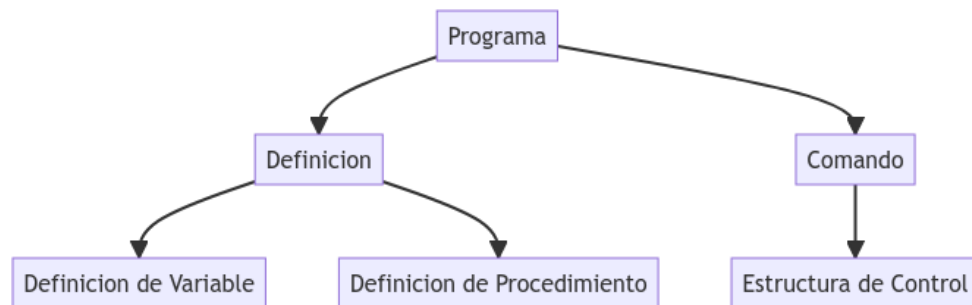 Programa
Definicion
Comando
Definicion de Variable
Definicion de Procedimiento
Estructura de Control